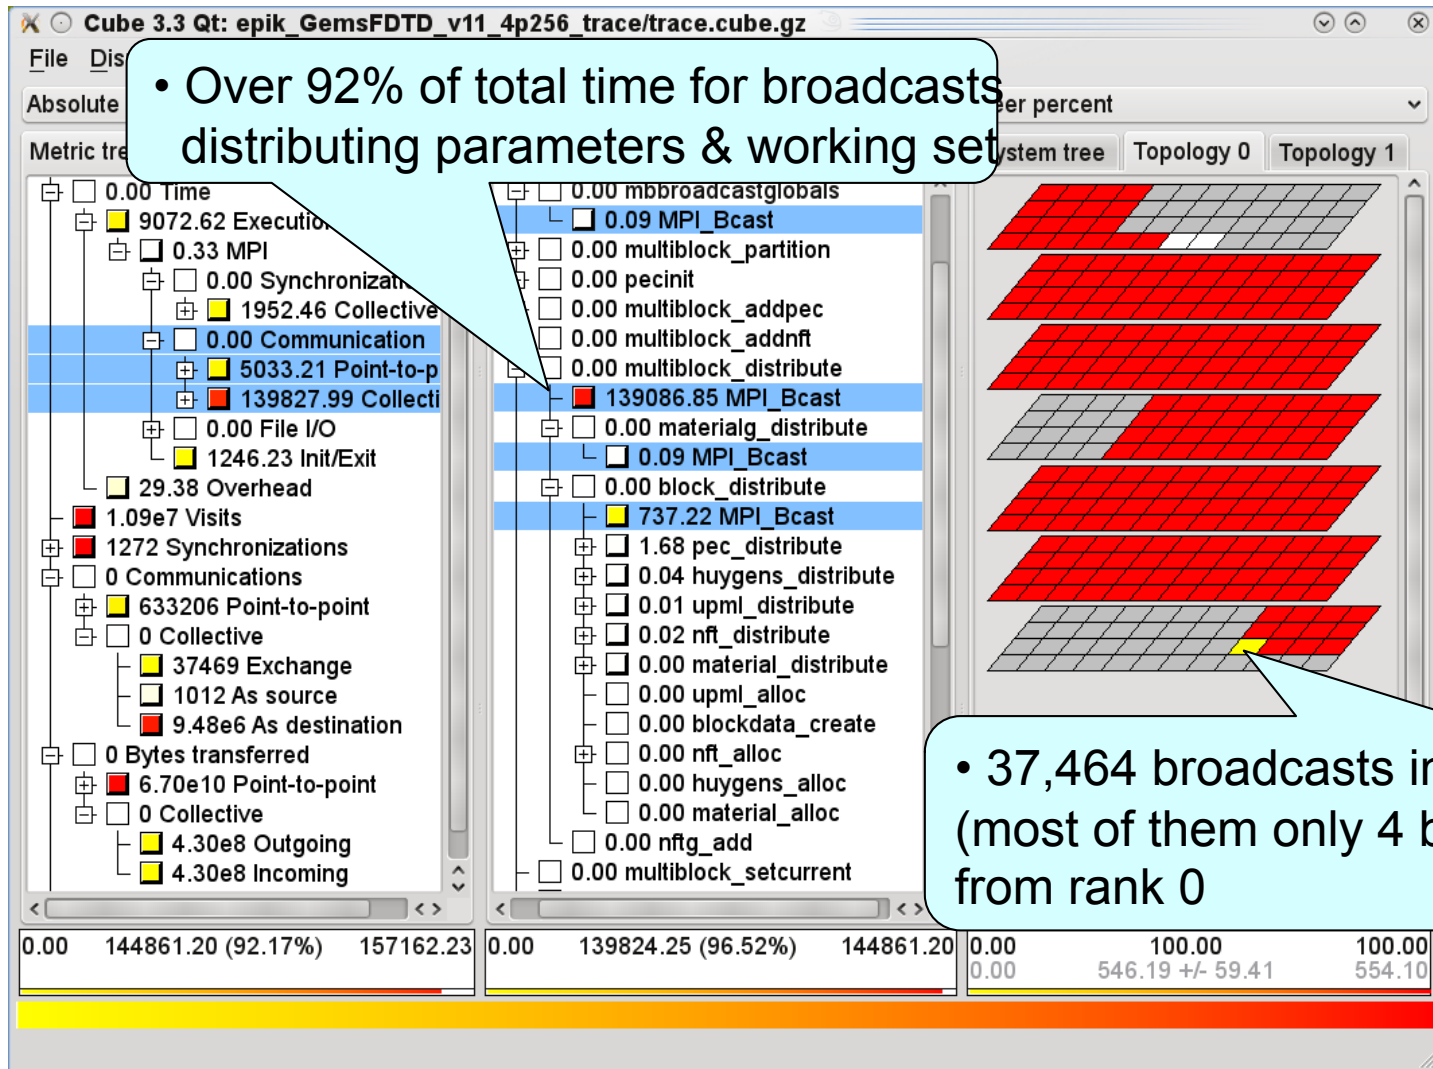 Cube 3.3 Qt: epik_GemsFDTD_v11_4p256_trace/trace.cube.gz
File
Absolute
percent
Metric
tree Topology 0 Topology 1
• Over 92% of total time for broadcasts
distributing parameters & working set
0.00 Time
9072.62
0.33 MPI
0.00
1952.46 Collective
0.00 Communication
5033.21 Point-to-p
139827.99 Collecti
0.00 File I/O
1246.23 Init/Exit
29.38 Overhead
1.09e7 Visits
1272 Synchronizations
0 Communications
633206 Point-to-point
0 Collective
37469 Exchange
1012 As source
9.48e6 As destination
0 Bytes transferred
6.70e10 Point-to-point
0 Collective
4.30e8 Outgoing
4.30e8 Incoming
0.00 mbbroadcastglobals
0.09 MPI_Bcast
0.00 multiblock_partition
0.00 pecinit
0.00 multiblock_addpec
0.00 multiblock_addnft
0.00 multiblock_distribute
139086.85 MPI_Bcast
0.00 materialg_distribute
0.09 MPI_Bcast
0.00 block_distribute
737.22 MPI_Bcast
1.68 pec_distribute
0.04 huygens_distribute
0.01 upml_distribute
0.02 nft_distribute
0.00 material_distribute
0.00 upml_alloc
0.00 blockdata_create
0.00 nft_alloc
0.00 huygens_alloc
0.00 material_alloc
0.00 nftg_add
0.00 multiblock_setcurrent
• 37,464 broadcasts in
(most of them only 4 b
from rank 0
0.00 144861.20 (92.17%) 157162.23
0.00 139824.25 (96.52%) 144861.20
0.00 100.00 100.00
0.00 546.19 +/- 59.41 554.10